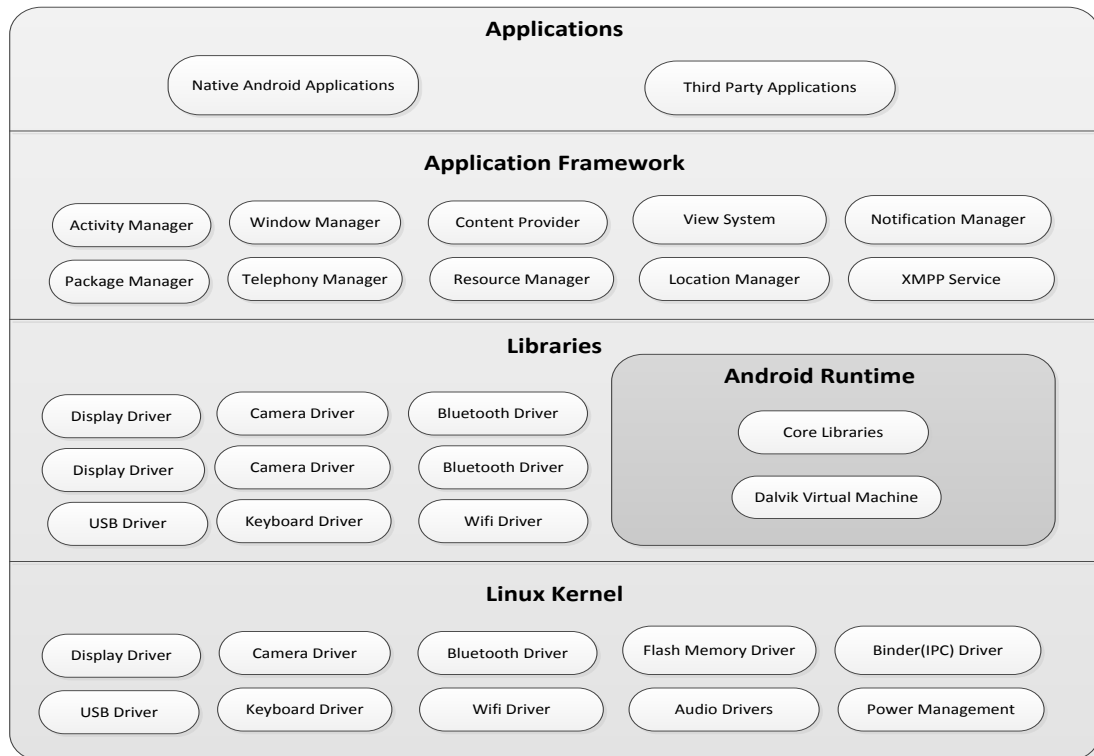 Applications
Native Android Applications
Third Party Applications
Application Framework
Activity Manager
Window Manager
Content Provider
View System
Notification Manager
Package Manager
Telephony Manager
Resource Manager
Location Manager
XMPP Service
Libraries
Display Driver
Camera Driver
Bluetooth Driver
Display Driver
Camera Driver
Bluetooth Driver
USB Driver
Keyboard Driver
Wifi Driver
Android Runtime
Core Libraries
Dalvik Virtual Machine
Linux Kernel
Display Driver
Camera Driver
Bluetooth Driver
Flash Memory Driver
Binder(IPC) Driver
USB Driver
Keyboard Driver
Wifi Driver
Audio Drivers
Power Management